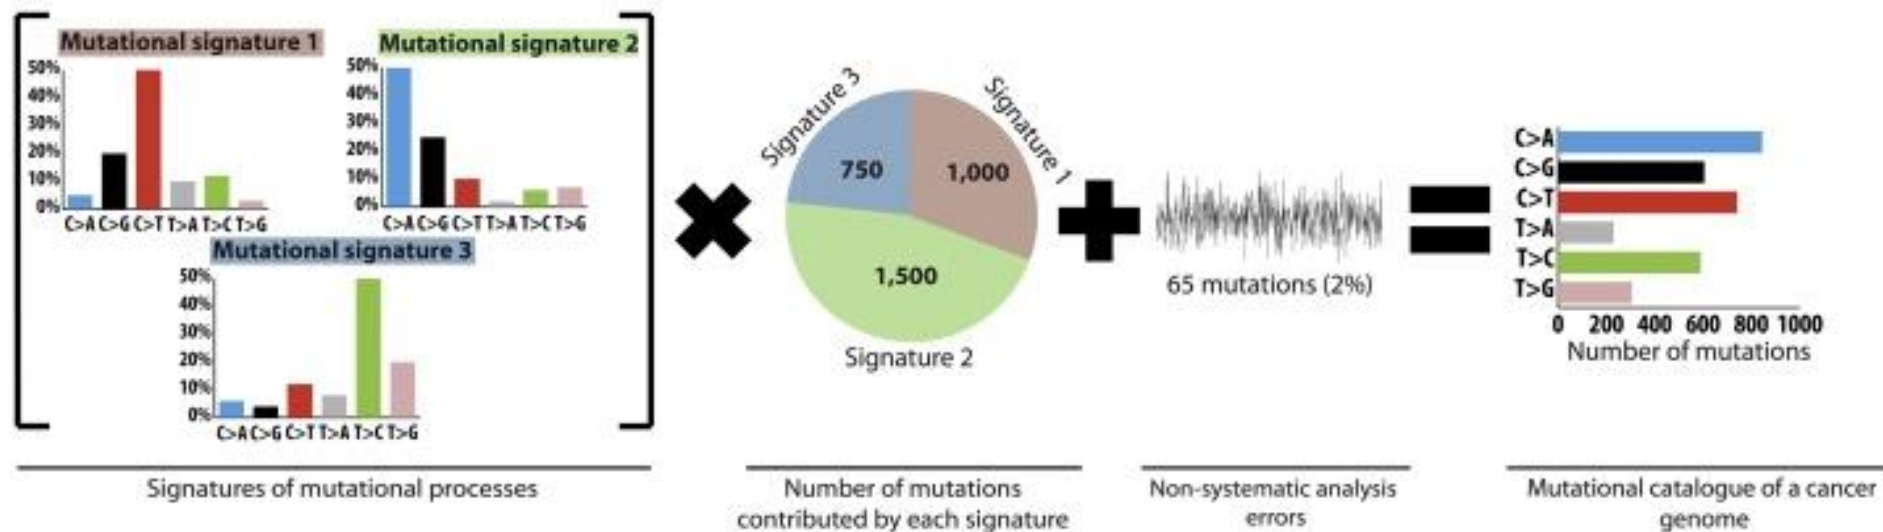 Mutational signature 1
50%
40%
30%
20%
10%
0%
C>A C>G C>T T>A T>C T>G
Mutational signature 2
50%
40%
30%
20%
10%
0%
C>A C>G C>T T>A T>C T>G
Mutational signature 3
50%
40%
30%
20%
10%
0%
C>A C>G C>T T>A T>C T>G
Signatures of mutational processes
Signature 3
Signature 1
750
1,000
1,500
Signature 2
Number of mutations
contributed by each signature
65 mutations (2%)
Non-systematic analysis
errors
C>A
C>G
C>T
T>A
T>C
T>G
0 200 400 600 800 1000
Number of mutations
Mutational catalogue of a cancer
genome